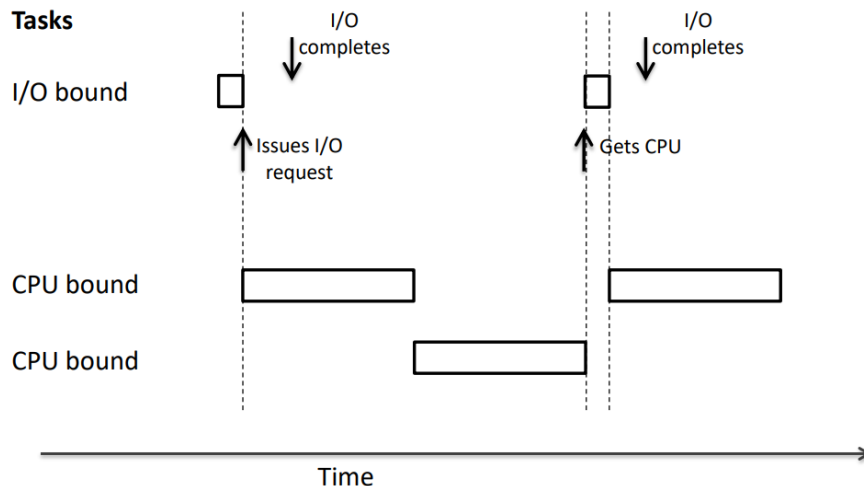 Tasks
I/O
completes
I/O
completes
I/O bound
Issues I/O
request
Gets CPU
CPU bound
CPU bound
Time